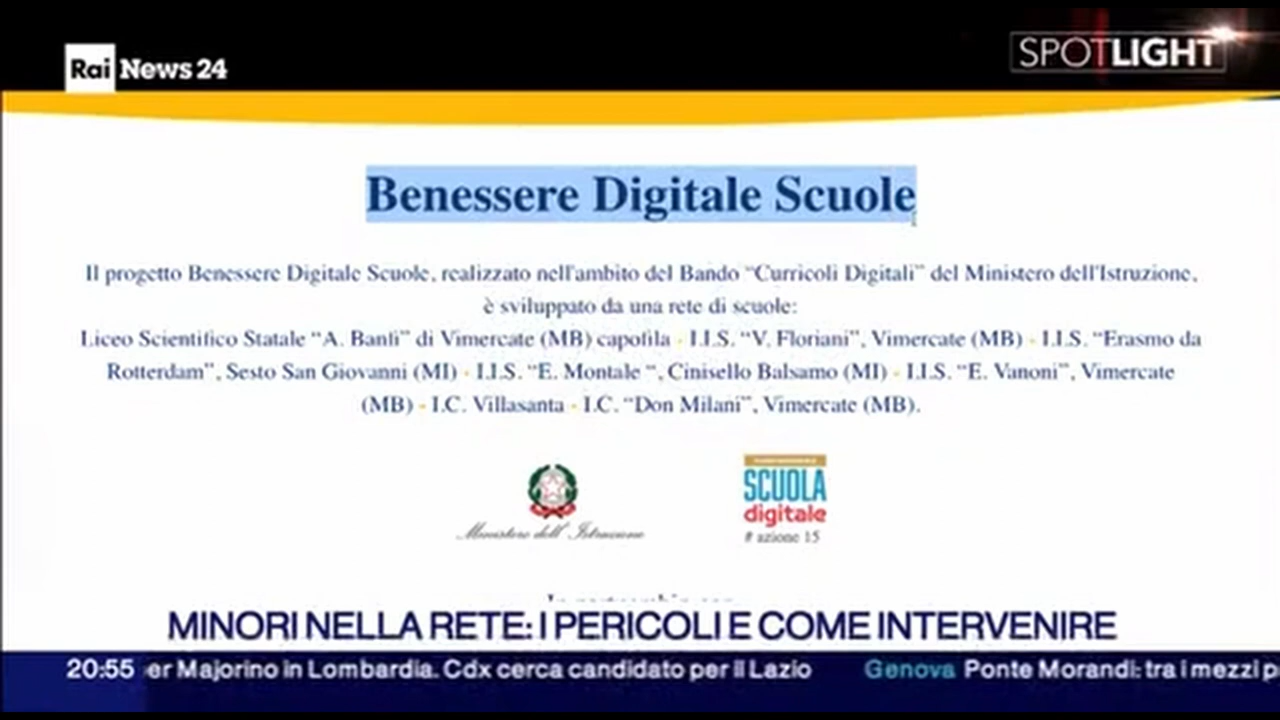 Rai News 24
SPOTLIGHT
Benessere Digitale Scuole
Il progetto Benessere Digitale Scuole, realizzato nell'ambito del Bando “Curricoli Digitali” del Ministero dell'Istruzione,
è sviluppato da una rete di scuole:
Liceo Scientifico Statale “A. Banfi” di Vimercate (MB) capofila - I.I.S. “V. Floriani”, Vimercate (MB) - I.I.S. “Erasmo da
Rotterdam”, Sesto San Giovanni (MI) - I.I.S. “E. Montale “, Cinisello Balsamo (MI) - I.I.S. “E. Vanoni”, Vimercate
(MB) - I.C. Villasanta - I.C. “Don Milani”, Vimercate (MB).
Ministero dell'Istruzione
SCUOLA
digitale
# azione 15
MINORI NELLA RETE: I PERICOLI E COME INTERVENIRE
20:55 er Majorino in Lombardia. Cdx cerca candidato per il Lazio Genova Ponte Morandi: tra i mezzi p